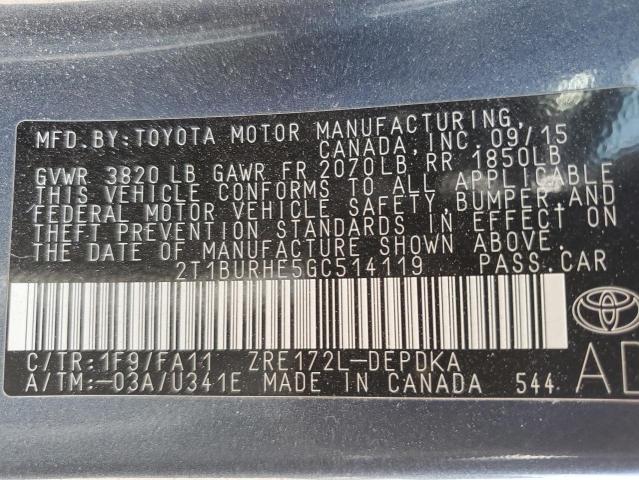 MFD.BY:TOYOTA MOTOR MANUFACTURING,
CANADA, INC. 09/15
GVWR 3820 LB GAWR FR 2070LB RR 1850LB
THIS VEHICLE CONFORMS TO ALL APPLICABLE
FEDERAL MOTOR VEHICLE SAFETY, BUMPER, AND
THEFT PREVENTION STANDARDS IN EFFECT ON
THE DATE OF MANUFACTURE SHOWN ABOVE.
2T1BURHE5GC514119 PASS.CAR
C/TR:1F9/FA11 ZRE172L-DEPDKA
A/TM:-03A/U341E MADE IN CANADA 544
AD